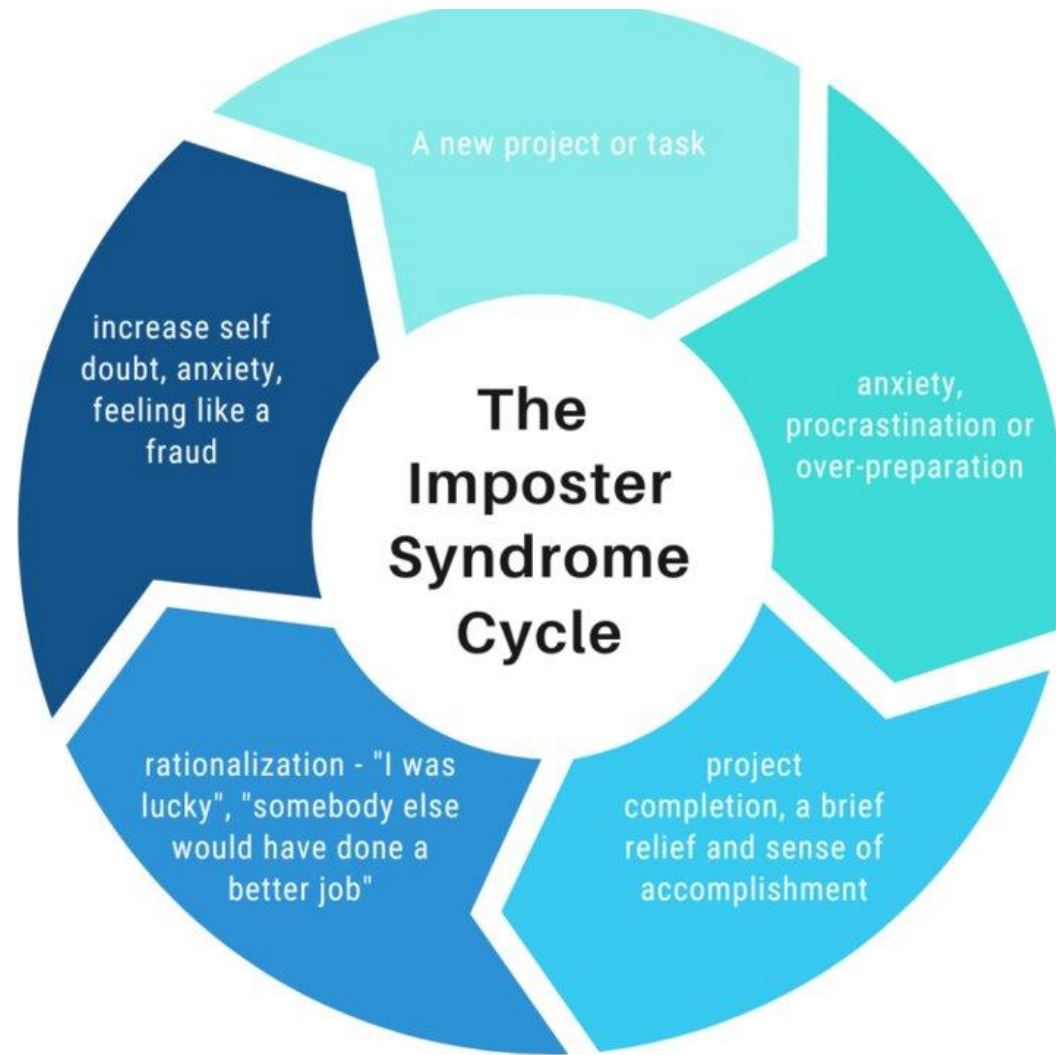 The
Imposter
Syndrome
Cycle
A new project or task
anxiety,
procrastination or
over-preparation
project
completion, a brief
relief and sense of
accomplishment
rationalization - "I was
lucky", "somebody else
would have done a
better job"
increase self
doubt, anxiety,
feeling like a
fraud